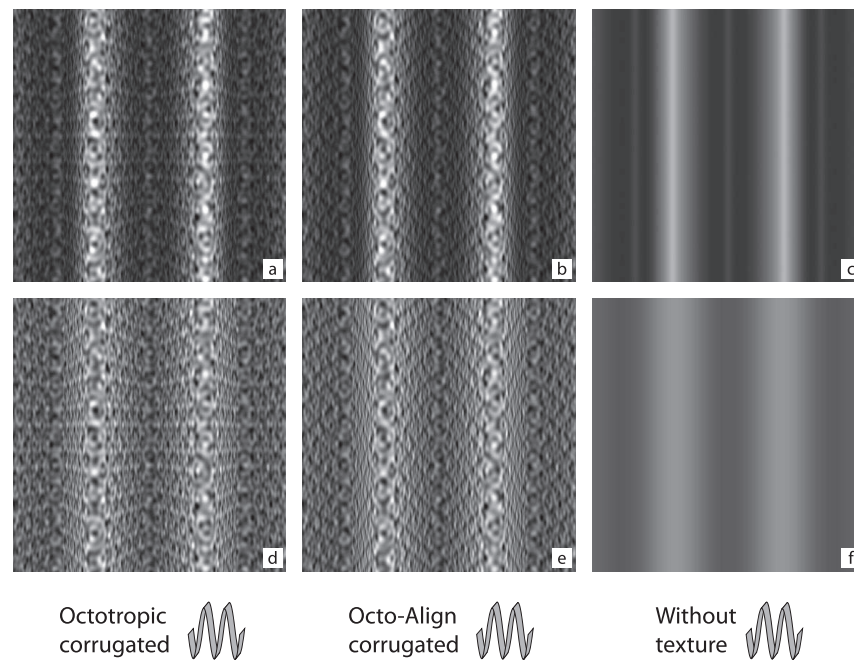 a
b
c
d
e
f
Octotropic
corrugated
Octo-Align
corrugated
Without
texture